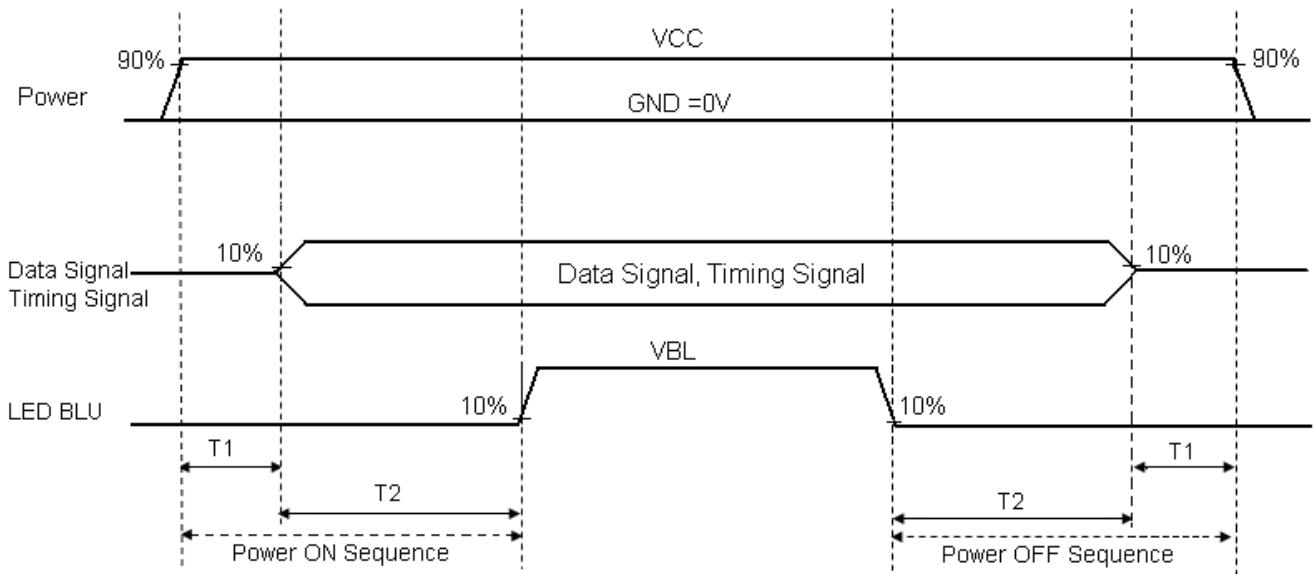 VCC
90%
90%
Power
GND =0V
10%
10%
Data Signal
Timing Signal
Data Signal, Timing Signal
VBL
LED BLU
10%
10%
T1
T1
T2
T2
Power ON Sequence
Power OFF Sequence